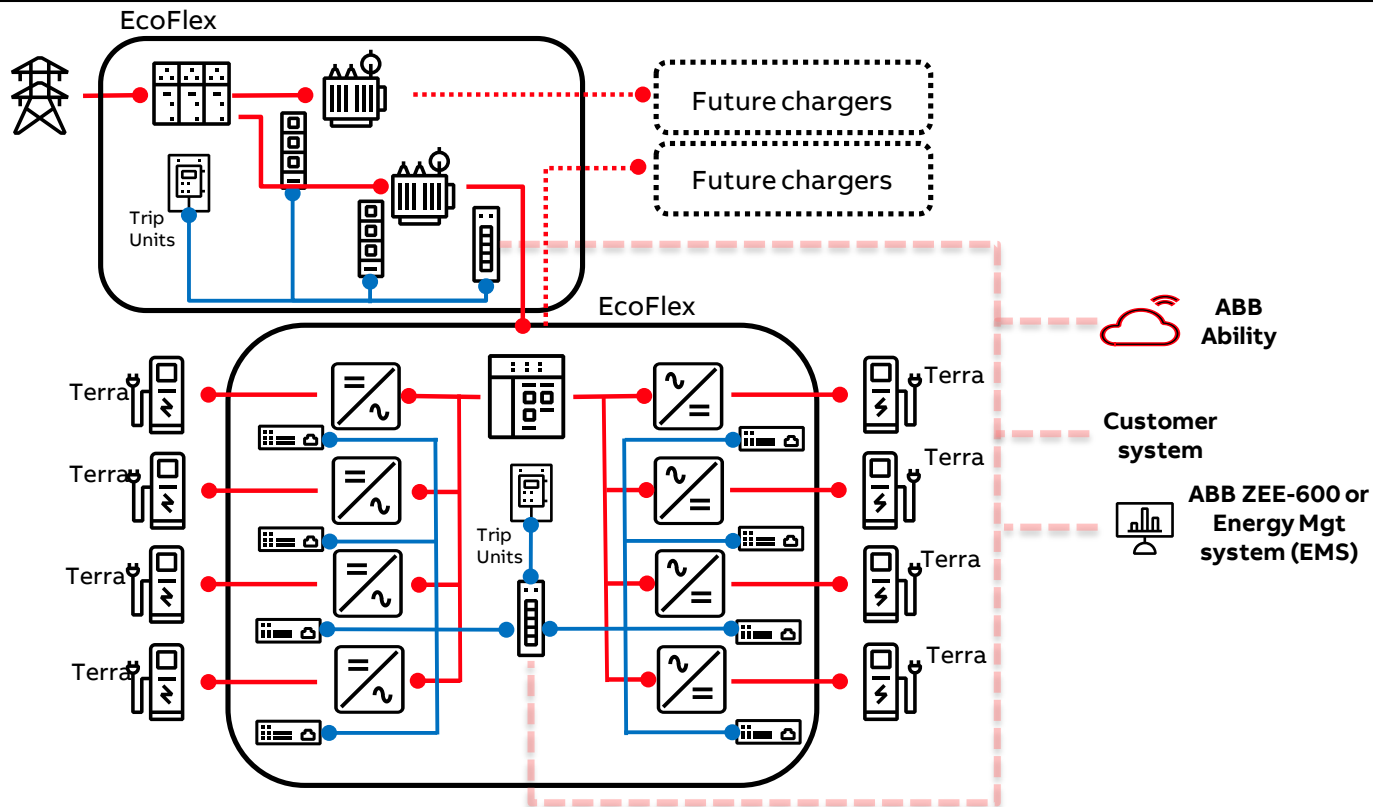 EcoFlex
Future chargers
Future chargers
Trip
Units
EcoFlex
ABB
Ability
Terra
Terra
Customer
system
Terra
Terra
ABB ZEE-600 or
Energy Mgt
system (EMS)
Trip
Units
Terra
Terra
Terra
Terra